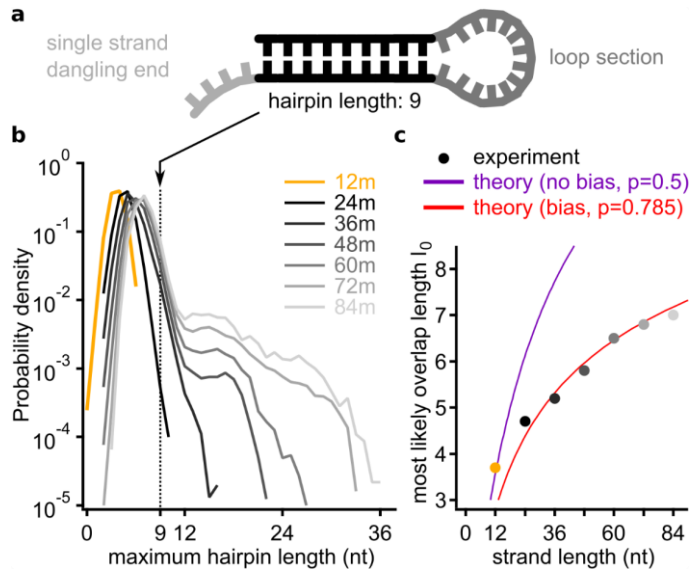 a
single strand
dangling end
loop section
hairpin length: 9
b
Probability density
10^0
10^-1
10^-2
10^-3
10^-4
10^-5
12m
24m
36m
48m
60m
72m
84m
0 9 12 24 36
maximum hairpin length (nt)
c
experiment
theory (no bias, p=0.5)
theory (bias, p=0.785)
most likely overlap length l_0
8
7
6
5
4
3
0 12 36 60 84
strand length (nt)